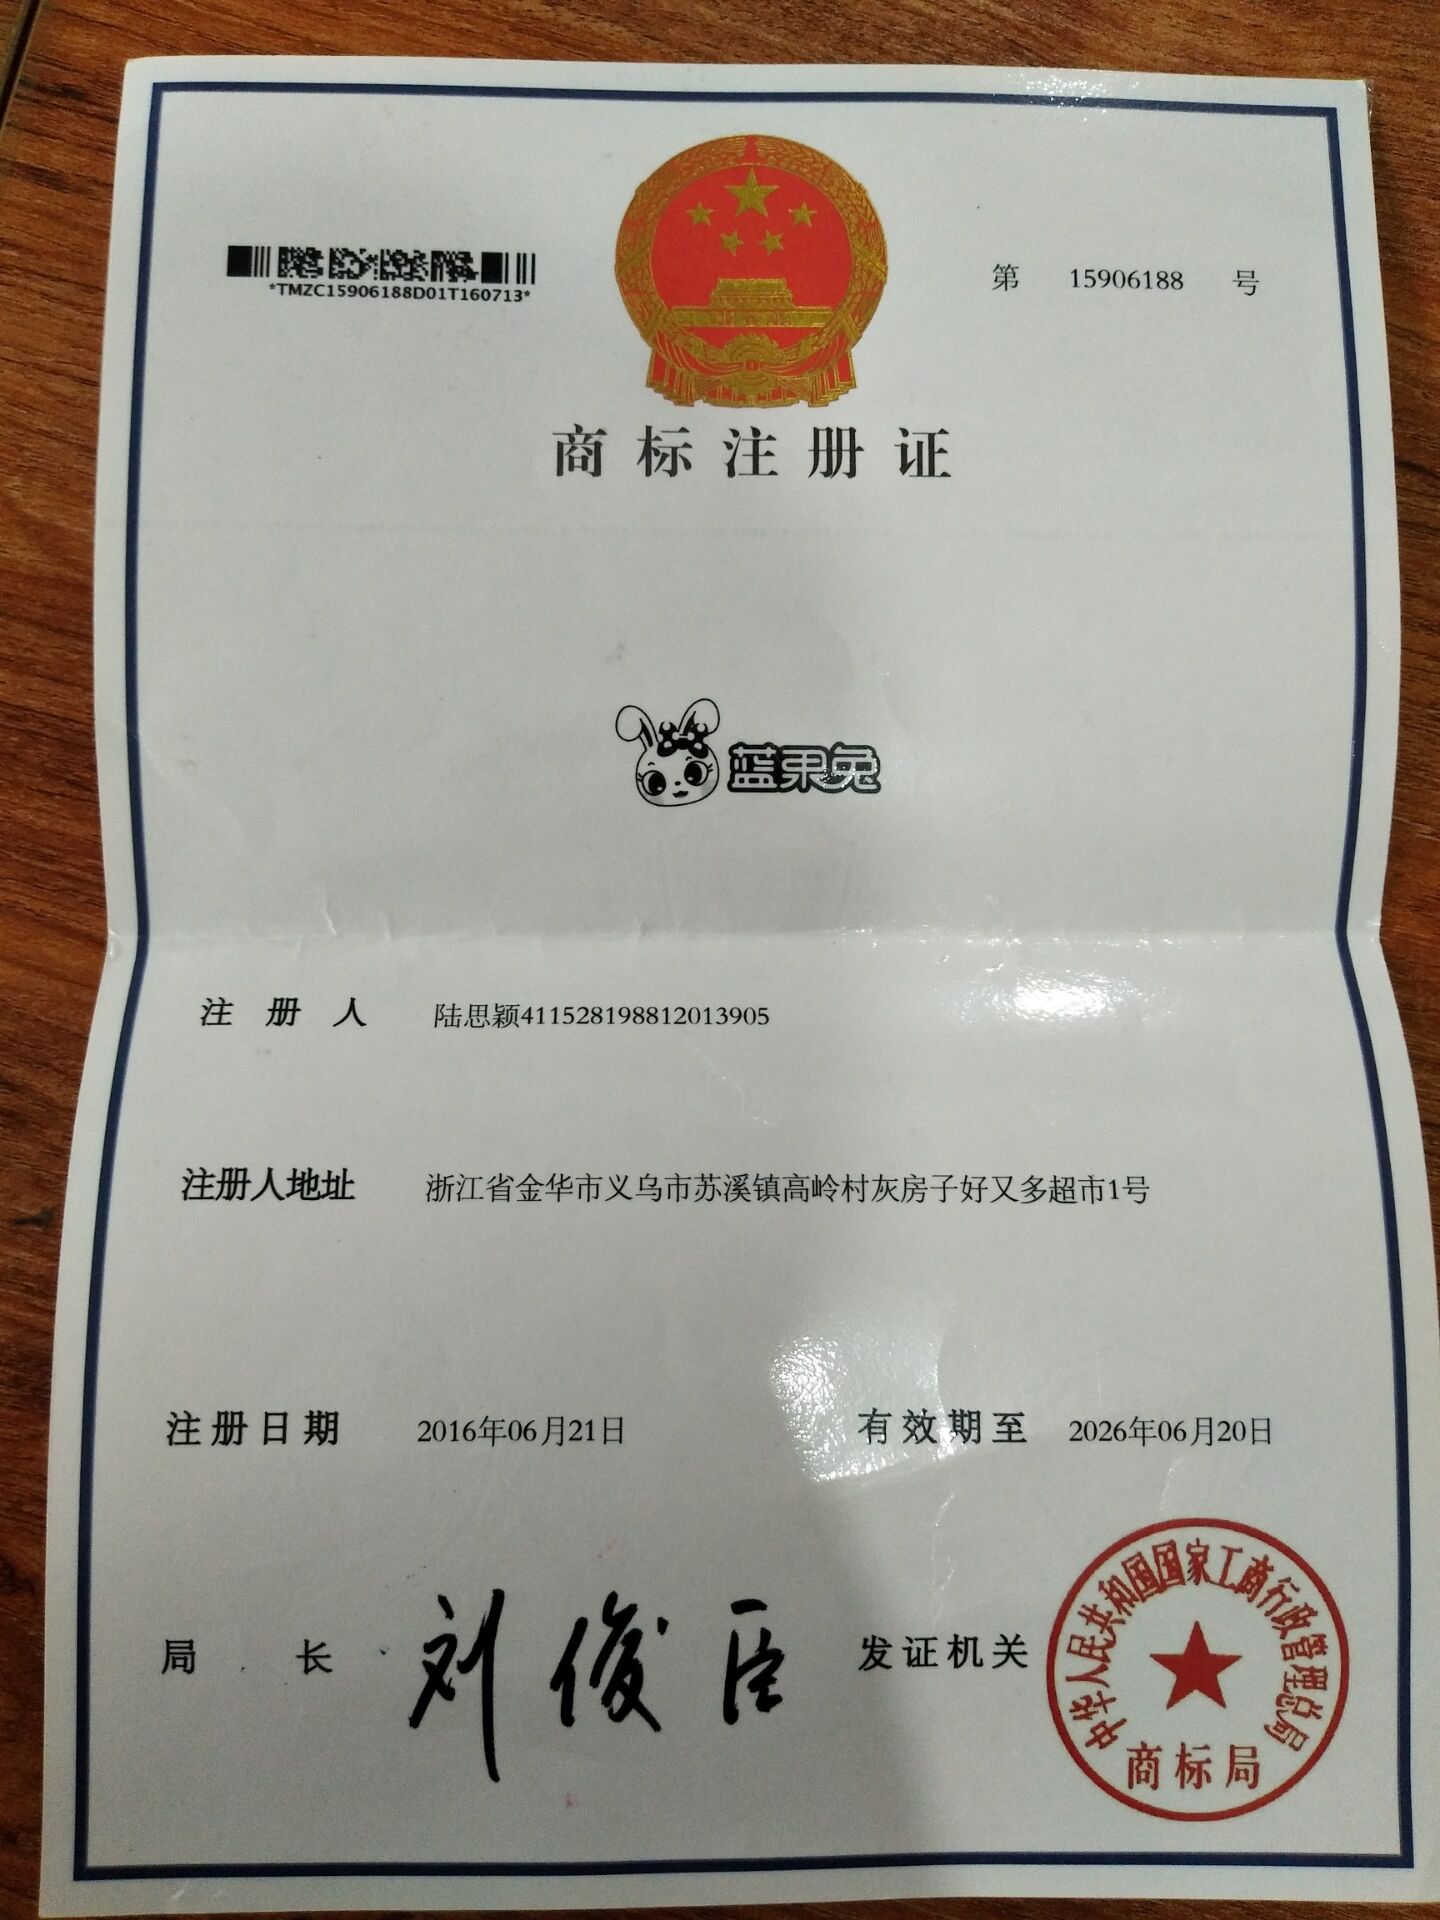 *TMZC15906188D01T160713*
第 15906188 号
商标注册证
蓝果兔
注册人 陆思颖411528198812013905
注册人地址 浙江省金华市义乌市苏溪镇高岭村灰房子好又多超市1号
注册日期 2016年06月21日 有效期至 2026年06月20日
局长 刘俊臣 发证机关
中华人民共和国国家工商行政管理总局
商标局